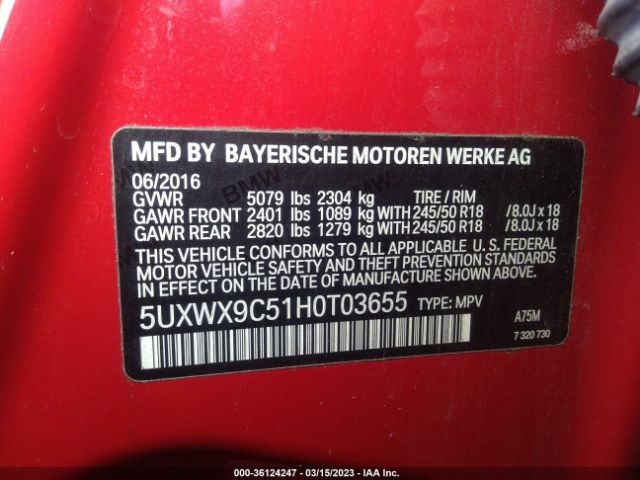 MFD BY BAYERISCHE MOTOREN WERKE AG
06/2016
GVWR 5079 lbs 2304 kg TIRE / RIM
GAWR FRONT 2401 lbs 1089 kg WITH 245/50 R18 /8.0J x 18
GAWR REAR 2820 lbs 1279 kg WITH 245/50 R18 /8.0J x 18
THIS VEHICLE CONFORMS TO ALL APPLICABLE U.S. FEDERAL
MOTOR VEHICLE SAFETY AND THEFT PREVENTION STANDARDS
IN EFFECT ON THE DATE OF MANUFACTURE SHOWN ABOVE.
5UXWX9C51H0T03655 TYPE: MPV
A75M
7 320 730
000-36124247 - 03/15/2023 - IAA Inc.